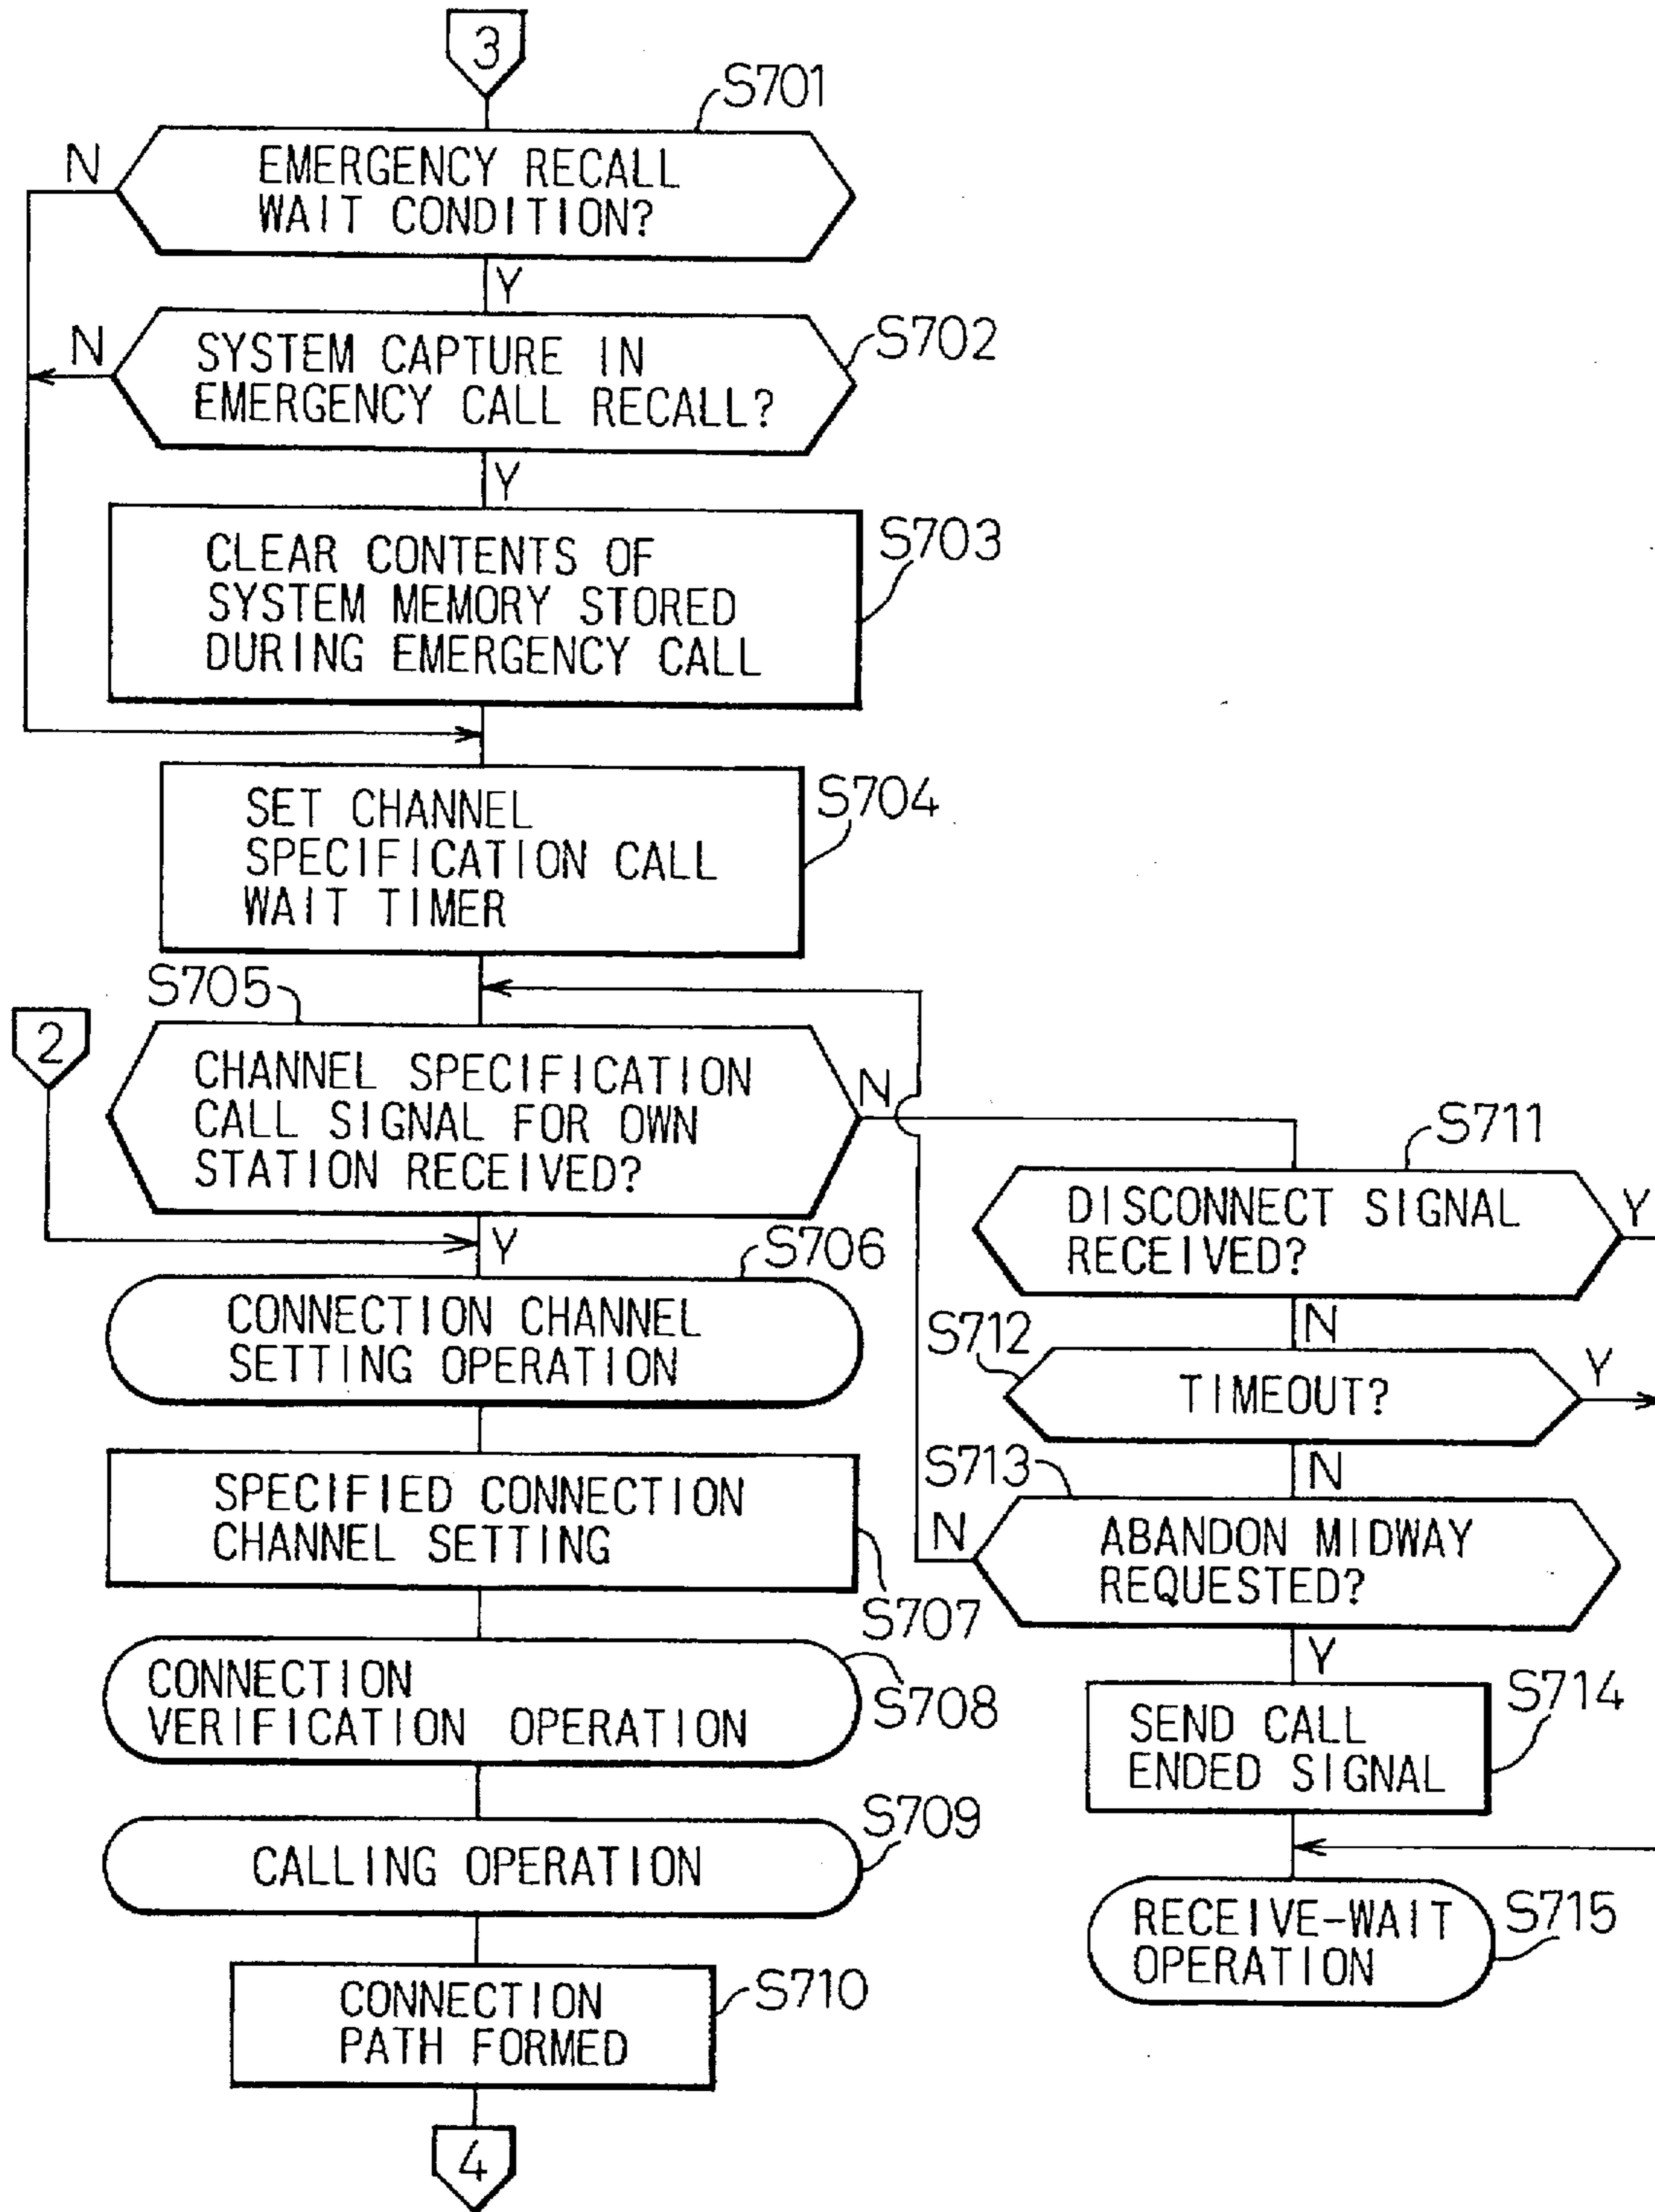 3
S701
N
EMERGENCY RECALL
WAIT CONDITION?
Y
N
S702
SYSTEM CAPTURE IN
EMERGENCY CALL RECALL?
Y
S703
CLEAR CONTENTS OF
SYSTEM MEMORY STORED
DURING EMERGENCY CALL
S704
SET CHANNEL
SPECIFICATION CALL
WAIT TIMER
S705
2
CHANNEL SPECIFICATION
CALL SIGNAL FOR OWN
STATION RECEIVED?
N
Y
S706
CONNECTION CHANNEL
SETTING OPERATION
SPECIFIED CONNECTION
CHANNEL SETTING
S707
CONNECTION
VERIFICATION OPERATION
S708
S709
CALLING OPERATION
S710
CONNECTION
PATH FORMED
4
S711
DISCONNECT SIGNAL
RECEIVED?
Y
N
S712
TIMEOUT?
Y
N
S713
N
ABANDON MIDWAY
REQUESTED?
Y
S714
SEND CALL
ENDED SIGNAL
RECEIVE-WAIT
OPERATION
S715